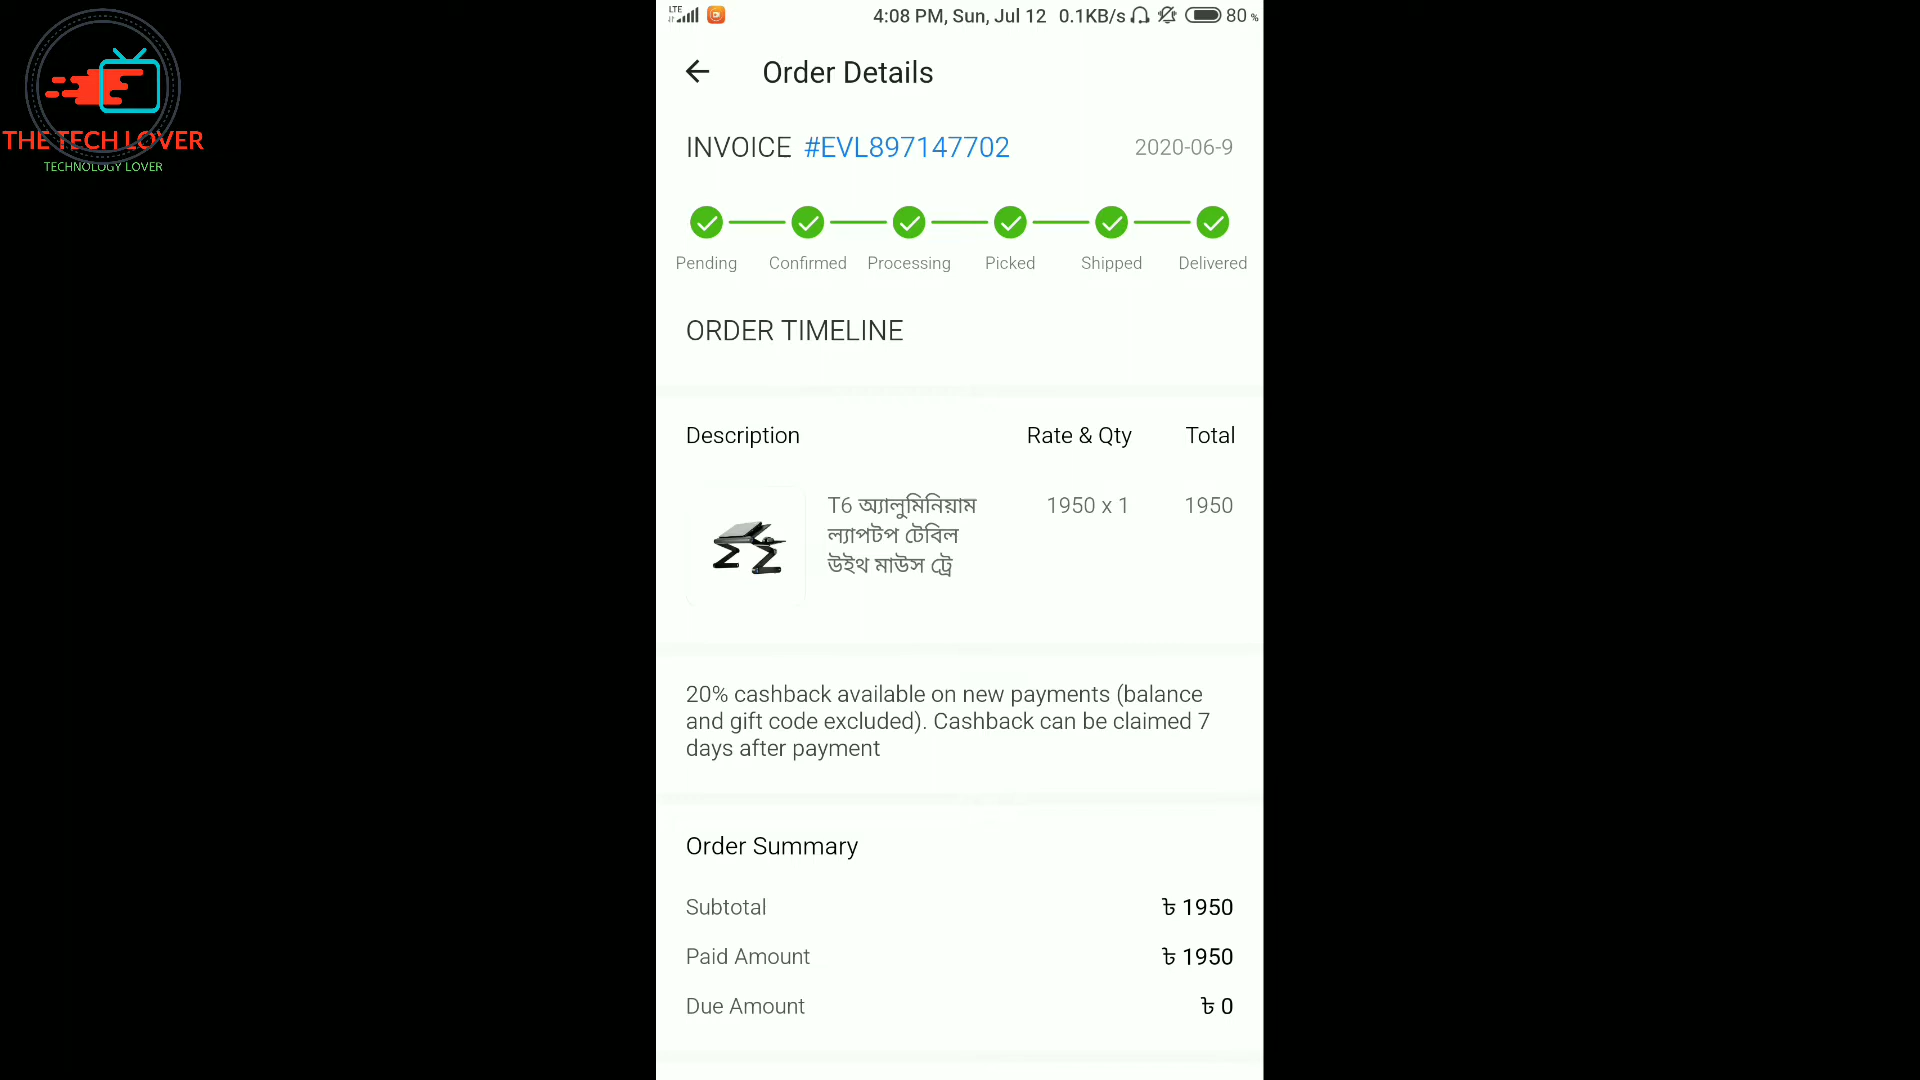 THE TECH LOVER
TECHNOLOGY LOVER
LTE 4:08 PM, Sun, Jul 12 0.1KB/s 80 %
Order Details
INVOICE #EVL897147702 2020-06-9
Pending Confirmed Processing Picked Shipped Delivered
ORDER TIMELINE
Description Rate & Qty Total
T6 অ্যালুমিনিয়াম 1950 x 1 1950
ল্যাপটপ টেবিল
উইথ মাউস ট্রে
20% cashback available on new payments (balance
and gift code excluded). Cashback can be claimed 7
days after payment
Order Summary
Subtotal ৳ 1950
Paid Amount ৳ 1950
Due Amount ৳ 0